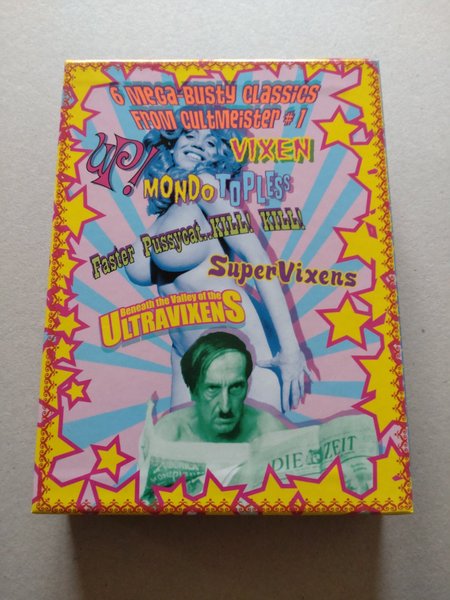 6 MEGA-BUSTY CLASSICS
FROM CULTMEISTER #1
UP!
VIXEN
MONDO TOPLESS
Faster Pussycat...KILL! KILL!
SuperVixens
Beneath the Valley of the
ULTRAVIXENS
DIE ZEIT